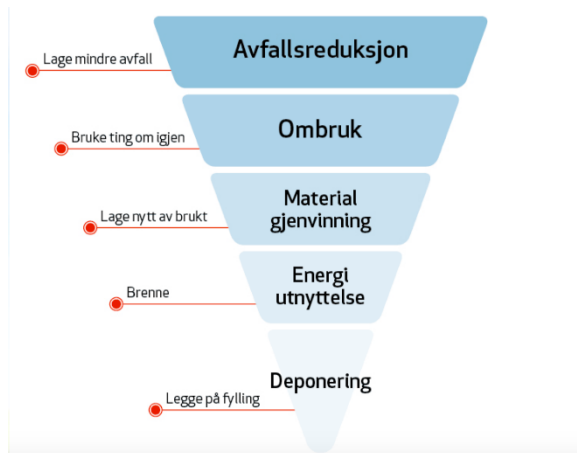 Avfallsreduksjon
Lage mindre avfall
Ombruk
Bruke ting om igjen
Material
gjenvinning
Lage nytt av brukt
Energi
utnyttelse
Brenne
Deponering
Legge på fylling